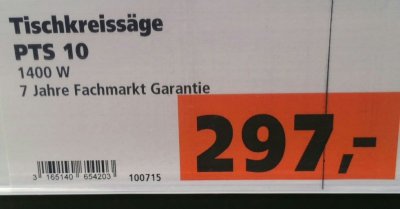 Tischkreissäge
PTS 10
1400 W
7 Jahre Fachmarkt Garantie
297,-
3 165140 654203
100715